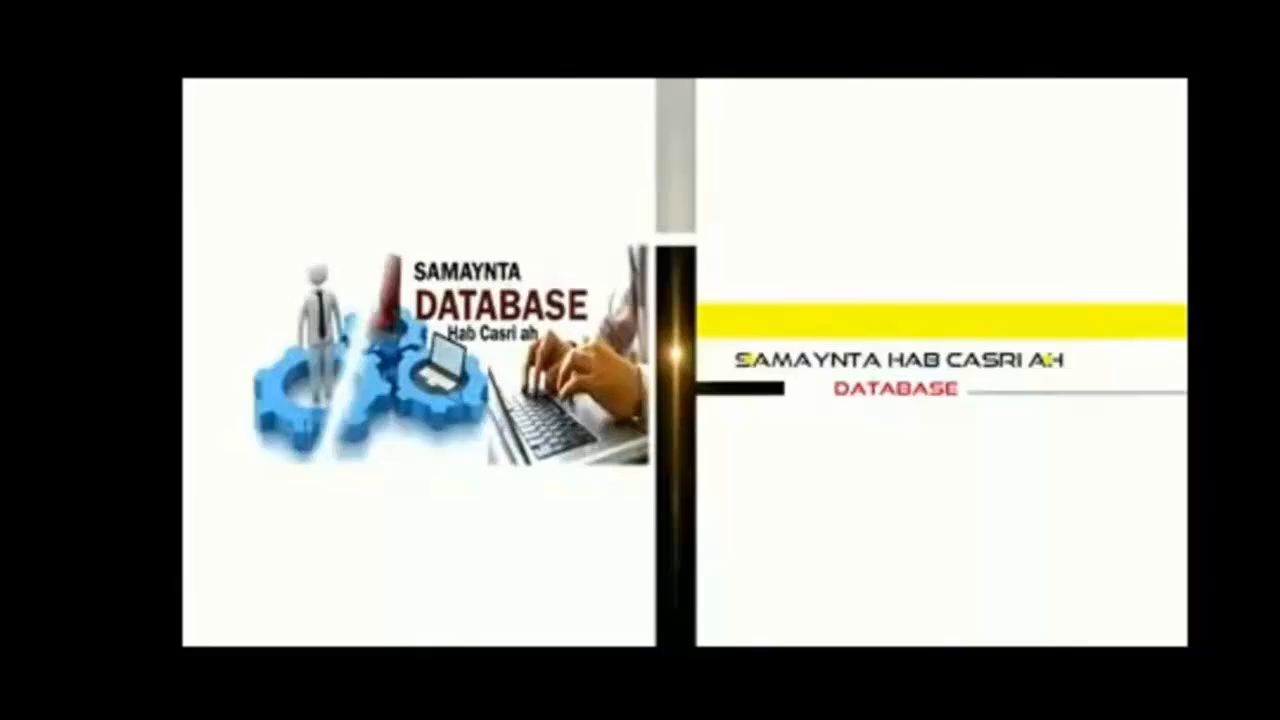 SAMAYNTA
DATABASE
Hab Casri ah
SAMAYNTA HAB CASRI AH
DATABASE